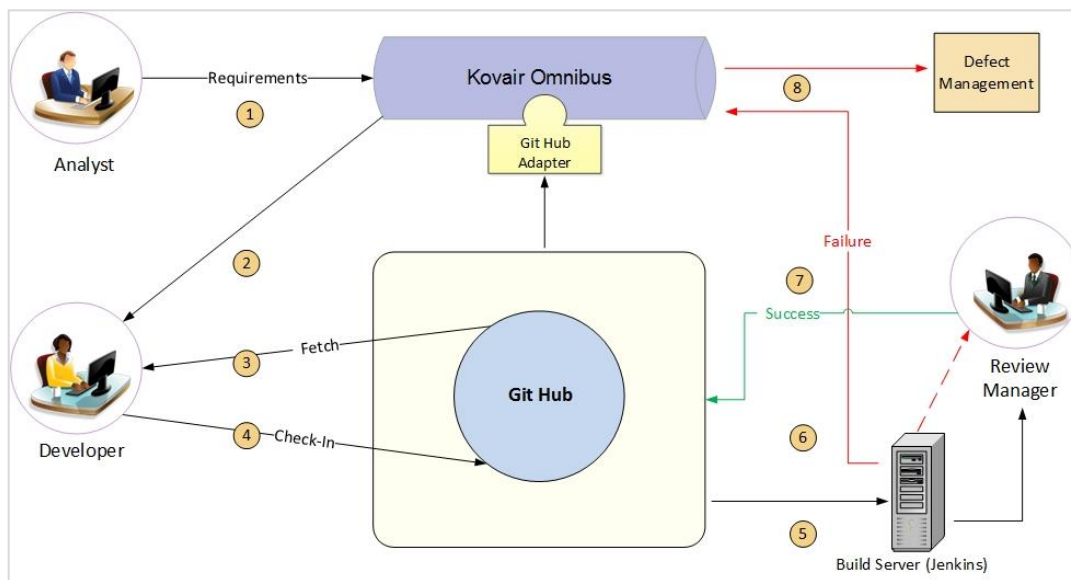 Requirements
1
Analyst
Kovair Omnibus
Git Hub
Adapter
8
Defect
Management
2
Failure
7
Success
Review
Manager
3
Fetch
Developer
4
Check-In
Git Hub
6
5
Build Server (Jenkins)